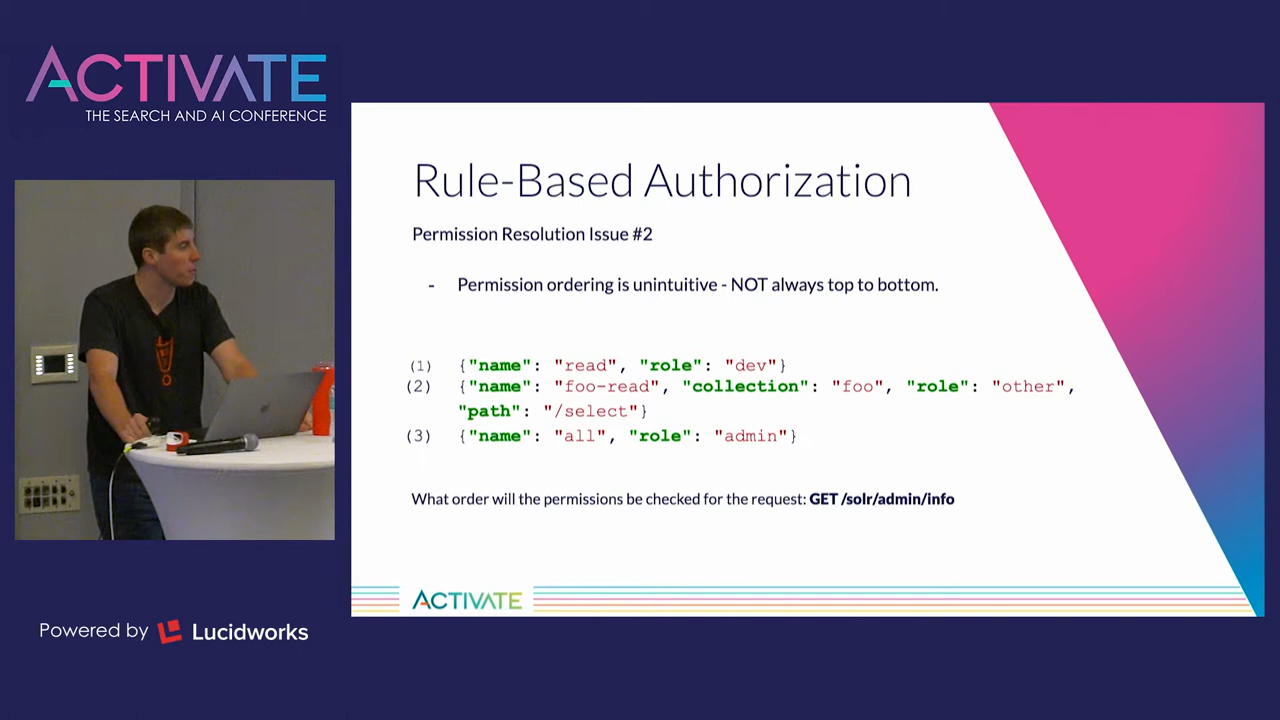 ACTIVATE
THE SEARCH AND AI CONFERENCE
Rule-Based Authorization
Permission Resolution Issue #2
- Permission ordering is unintuitive - NOT always top to bottom.
(1) {"name": "read", "role": "dev"}
(2) {"name": "foo-read", "collection": "foo", "role": "other",
"path": "/select"}
(3) {"name": "all", "role": "admin"}
What order will the permissions be checked for the request: GET /solr/admin/info
ACTIVATE
Powered by Lucidworks